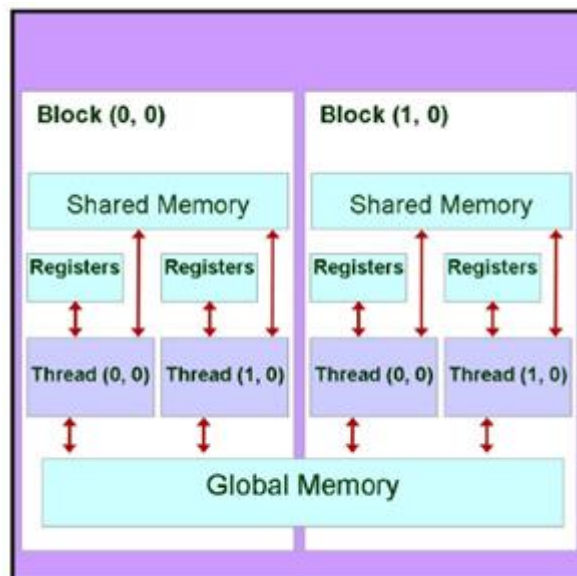 Block (0, 0)
Block (1, 0)
Shared Memory
Shared Memory
Registers
Registers
Registers
Registers
Thread (0, 0)
Thread (1, 0)
Thread (0, 0)
Thread (1, 0)
Global Memory